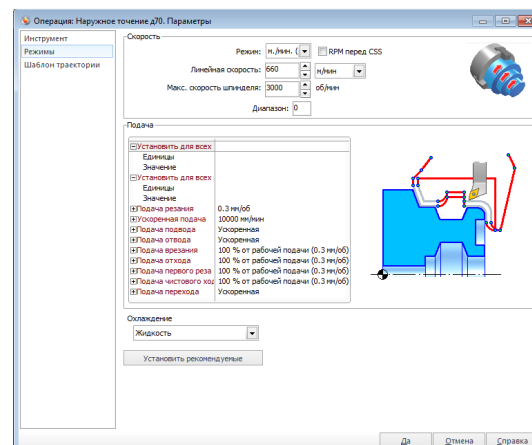 Операция: Наружное точение д70. Параметры
Инструмент
Режимы
Шаблон траектории
Скорость
Режим: м./мин. ( RPM перед CSS
Линейная скорость: 660 м/мин
Макс. скорость шпинделя: 3000 об/мин
Диапазон: 0
Подача
Установить для всех
Единицы
Значение
Установить для всех
Единицы
Значение
Подача резания 0.3 мм/об
Ускоренная подача 10000 мм/мин
Подача подвода Ускоренная
Подача отвода Ускоренная
Подача врезания 100 % от рабочей подачи (0.3 мм/об)
Подача отхода 100 % от рабочей подачи (0.3 мм/об)
Подача первого реза 100 % от рабочей подачи (0.3 мм/об)
Подача чистового ход 100 % от рабочей подачи (0.3 мм/об)
Подача перехода Ускоренная
Охлаждение
Жидкость
Установить рекомендуемые
Да Отмена Справка